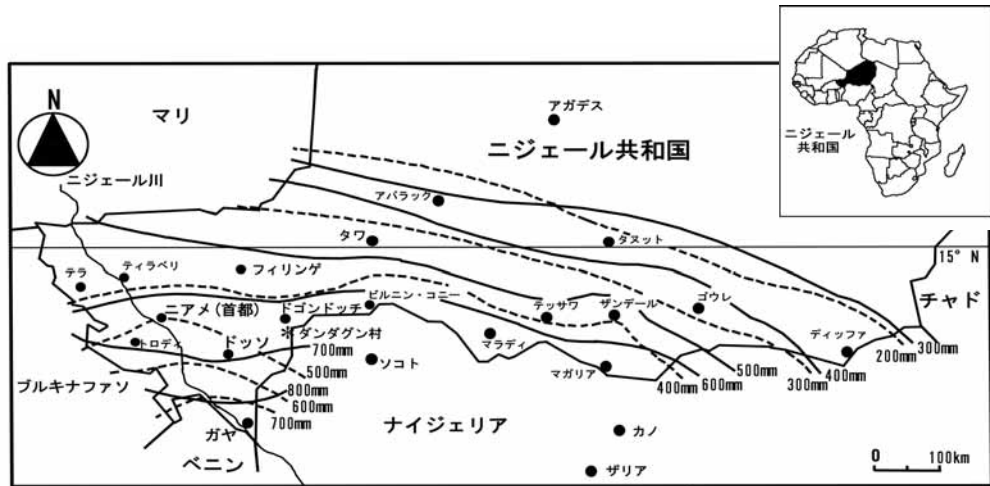 N
マリ
ニジェール川
アガデス
ニジェール共和国
ニジェール
共和国
アバラック
タワ
タヌット
15° N
テラ
ティラベリ
フィリンゲ
チャド
ニアメ(首都)
ドゴンドッチ
ビルニン・コニー
テッサワ
ザンデール
ゴウレ
＊ダンダグン村
トロディ
ドッソ
マラディ
ディッファ
ソコト
マガリア
ブルキナファソ
700mm
500mm
800mm
600mm
700mm
400mm
600mm
500mm
300mm
400mm
200mm
300mm
ガヤ
ベニン
ナイジェリア
カノ
ザリア
0 100km